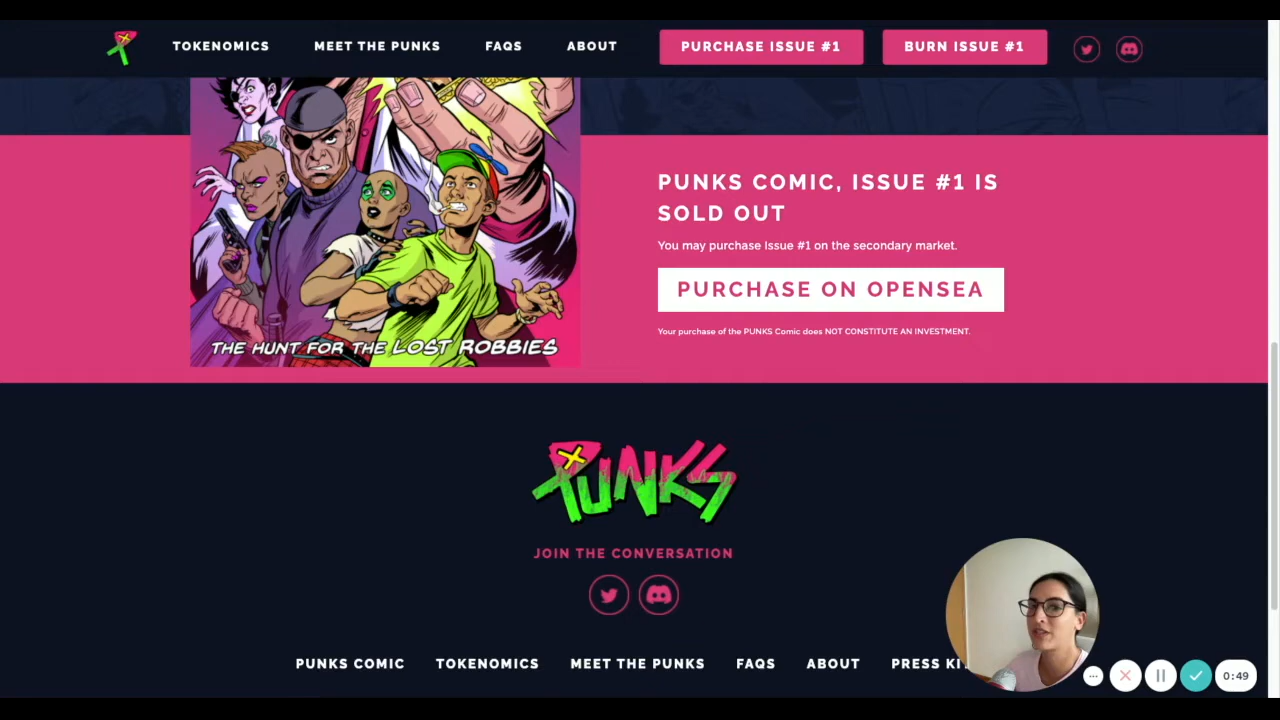 TOKENOMICS MEET THE PUNKS FAQS ABOUT PURCHASE ISSUE #1 BURN ISSUE #1
PUNKS COMIC, ISSUE #1 IS
SOLD OUT
You may purchase Issue #1 on the secondary market.
PURCHASE ON OPENSEA
Your purchase of the PUNKS Comic does NOT CONSTITUTE AN INVESTMENT.
THE HUNT FOR THE LOST ROBBIES
PUNKS
JOIN THE CONVERSATION
PUNKS COMIC TOKENOMICS MEET THE PUNKS FAQS ABOUT PRESS
0:49